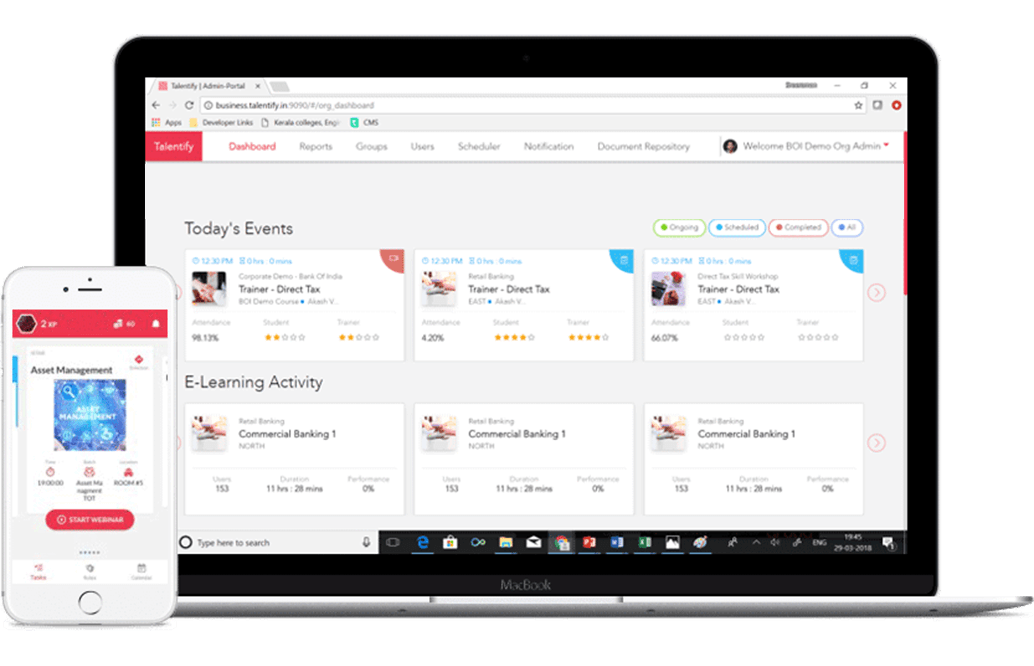 Talentify | Admin-Portal
business.talentify.in:9090/#/org_dashboard
Apps Developer Links Kerala colleges, Engi CMS
Talentify Dashboard Reports Groups Users Scheduler Notification Document Repository Welcome BOI Demo Org Admin
Today's Events Ongoing Scheduled Completed All
12:30 PM 0 hrs : 0 mins
Corporate Demo - Bank Of India
Trainer - Direct Tax
BOI Demo Course Akash V...
Attendance Student Trainer
98.13%
12:30 PM 0 hrs : 0 mins
Retail Banking
Trainer - Direct Tax
EAST Akash V...
Attendance Student Trainer
4.20%
12:30 PM 0 hrs : 0 mins
Direct Tax Skill Workshop
Trainer - Direct Tax
EAST Akash V...
Attendance Student Trainer
66.07%
E-Learning Activity
Retail Banking
Commercial Banking 1
NORTH
Users Duration Performance
153 11 hrs : 28 mins 0%
Retail Banking
Commercial Banking 1
NORTH
Users Duration Performance
153 11 hrs : 28 mins 0%
Retail Banking
Commercial Banking 1
NORTH
Users Duration Performance
153 11 hrs : 28 mins 0%
Type here to search
ENG
19:45
29-03-2018
MacBook
2 XP 60
Asset Management
ASSET
MANAGEMENT
Time Batch Location
19:00:00 Asset Ma ROOM #5
nagment
TOT
START WEBINAR
Tasks Calendar